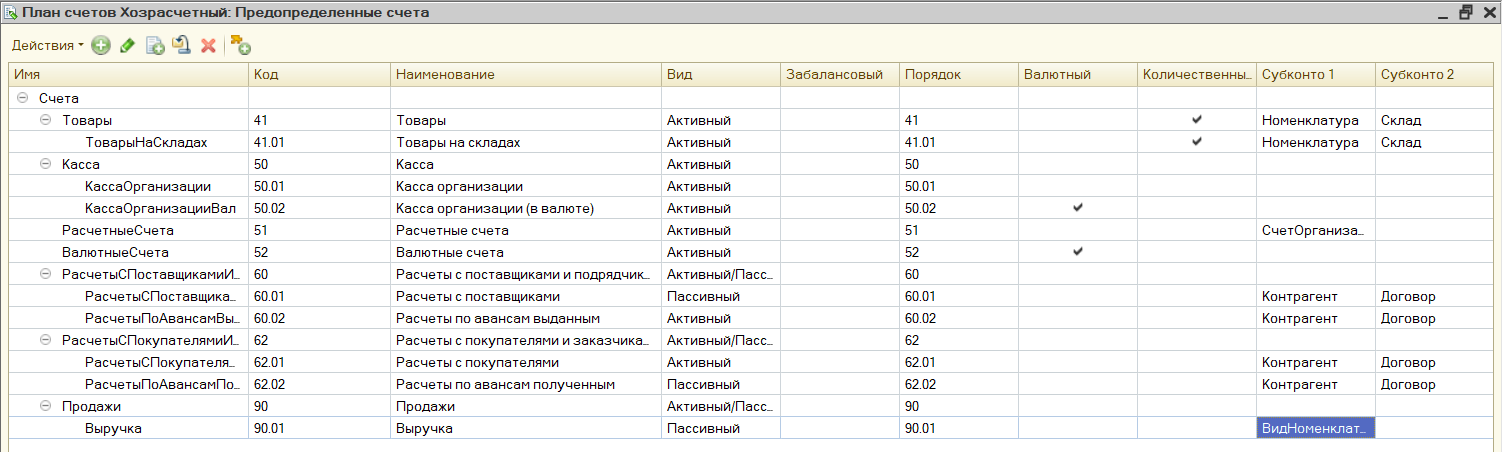 План счетов Хозрасчетный: Предопределенные счета
Действия
Имя Код Наименование Вид Забалансовый Порядок Валютный Количественны... Субконто 1 Субконто 2
Счета
Товары 41 Товары Активный 41 Номенклатура Склад
ТоварыНаСкладах 41.01 Товары на складах Активный 41.01 Номенклатура Склад
Касса 50 Касса Активный 50
КассаОрганизации 50.01 Касса организации Активный 50.01
КассаОрганизацииВал 50.02 Касса организации (в валюте) Активный 50.02
РасчетныеСчета 51 Расчетные счета Активный 51 СчетОрганиза...
ВалютныеСчета 52 Валютные счета Активный 52
РасчетыСПоставщикамиИ... 60 Расчеты с поставщиками и подрядчик... Активный/Пасс... 60
РасчетыСПоставщика... 60.01 Расчеты с поставщиками Пассивный 60.01 Контрагент Договор
РасчетыПоАвансамВы... 60.02 Расчеты по авансам выданным Активный 60.02 Контрагент Договор
РасчетыСПокупателямиИ... 62 Расчеты с покупателями и заказчика... Активный/Пасс... 62
РасчетыСПокупателя... 62.01 Расчеты с покупателями Активный 62.01 Контрагент Договор
РасчетыПоАвансамПо... 62.02 Расчеты по авансам полученным Пассивный 62.02 Контрагент Договор
Продажи 90 Продажи Активный/Пасс... 90
Выручка 90.01 Выручка Пассивный 90.01 ВидНоменклат...